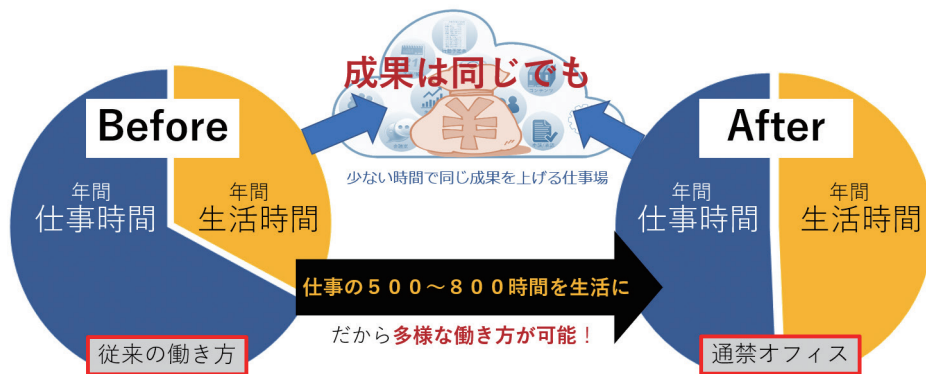 成果は同じでも
Before
年間
仕事時間
年間
生活時間
従来の働き方
少ない時間で同じ成果を上げる仕事場
仕事の５００～８００時間を生活に
だから多様な働き方が可能！
After
年間
仕事時間
年間
生活時間
通禁オフィス